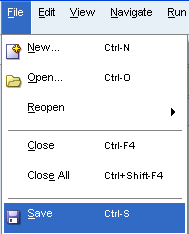 File Edit View Navigate Run
New... Ctrl-N
Open... Ctrl-O
Reopen
Close Ctrl-F4
Close All Ctrl+Shift-F4
Save Ctrl-S